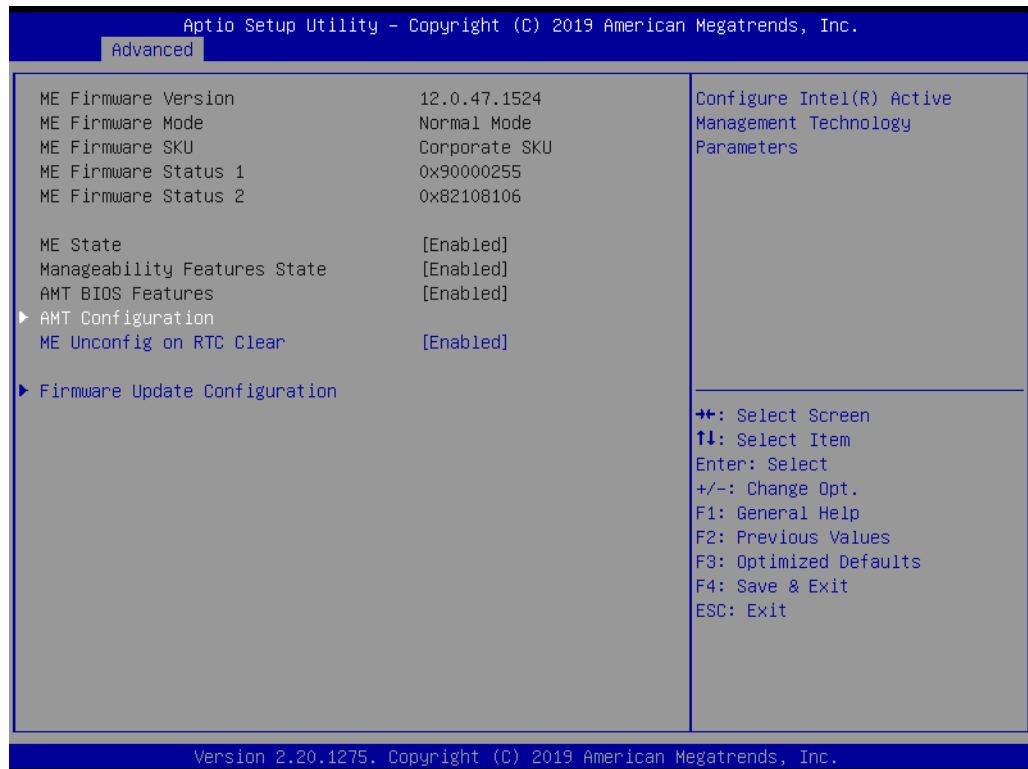 Aptio Setup Utility – Copyright (C) 2019 American Megatrends, Inc.
Advanced
ME Firmware Version 12.0.47.1524
ME Firmware Mode Normal Mode
ME Firmware SKU Corporate SKU
ME Firmware Status 1 0x90000255
ME Firmware Status 2 0x82108106
ME State [Enabled]
Manageability Features State [Enabled]
AMT BIOS Features [Enabled]
▶ AMT Configuration
ME Unconfig on RTC Clear [Enabled]
▶ Firmware Update Configuration
Configure Intel(R) Active
Management Technology
Parameters
→←: Select Screen
↑↓: Select Item
Enter: Select
+/-: Change Opt.
F1: General Help
F2: Previous Values
F3: Optimized Defaults
F4: Save & Exit
ESC: Exit
Version 2.20.1275. Copyright (C) 2019 American Megatrends, Inc.